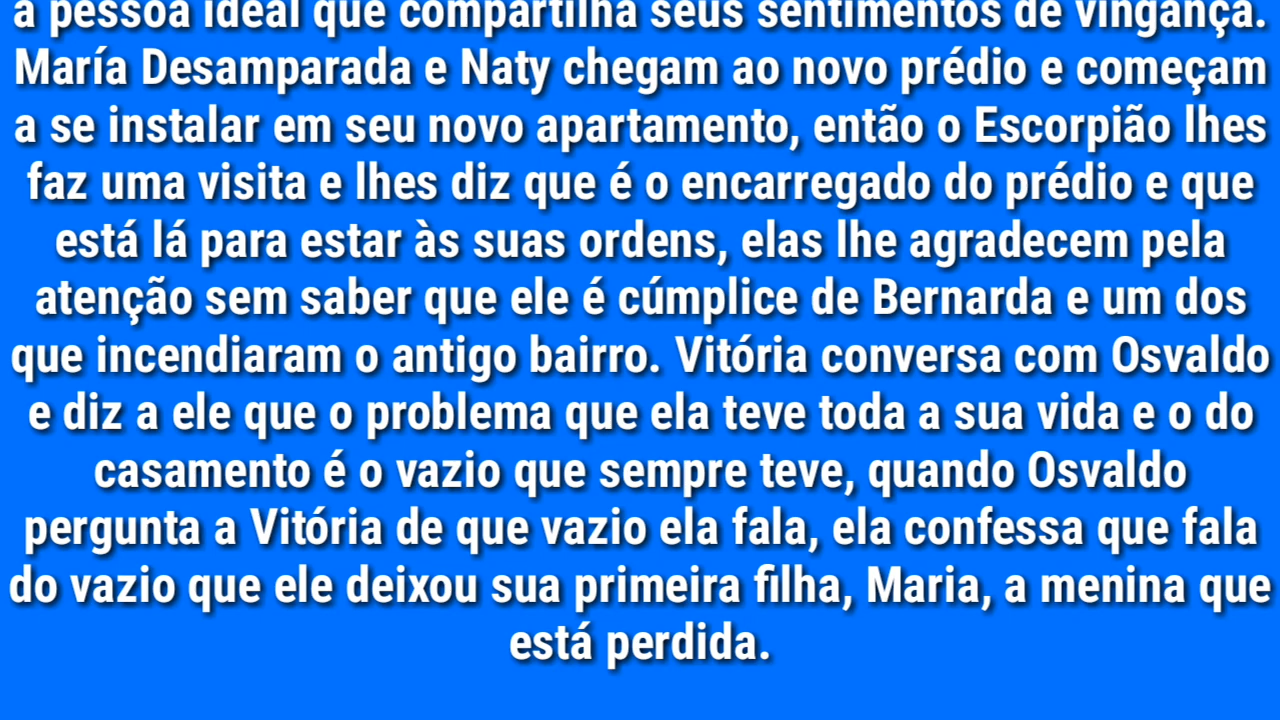 a pessoa ideal que compartilha seus sentimentos de vingança.
María Desamparada e Naty chegam ao novo prédio e começam
a se instalar em seu novo apartamento, então o Escorpião lhes
faz uma visita e lhes diz que é o encarregado do prédio e que
está lá para estar às suas ordens, elas lhe agradecem pela
atenção sem saber que ele é cúmplice de Bernarda e um dos
que incendiaram o antigo bairro. Vitória conversa com Osvaldo
e diz a ele que o problema que ela teve toda a sua vida e o do
casamento é o vazio que sempre teve, quando Osvaldo
pergunta a Vitória de que vazio ela fala, ela confessa que fala
do vazio que ele deixou sua primeira filha, Maria, a menina que
está perdida.